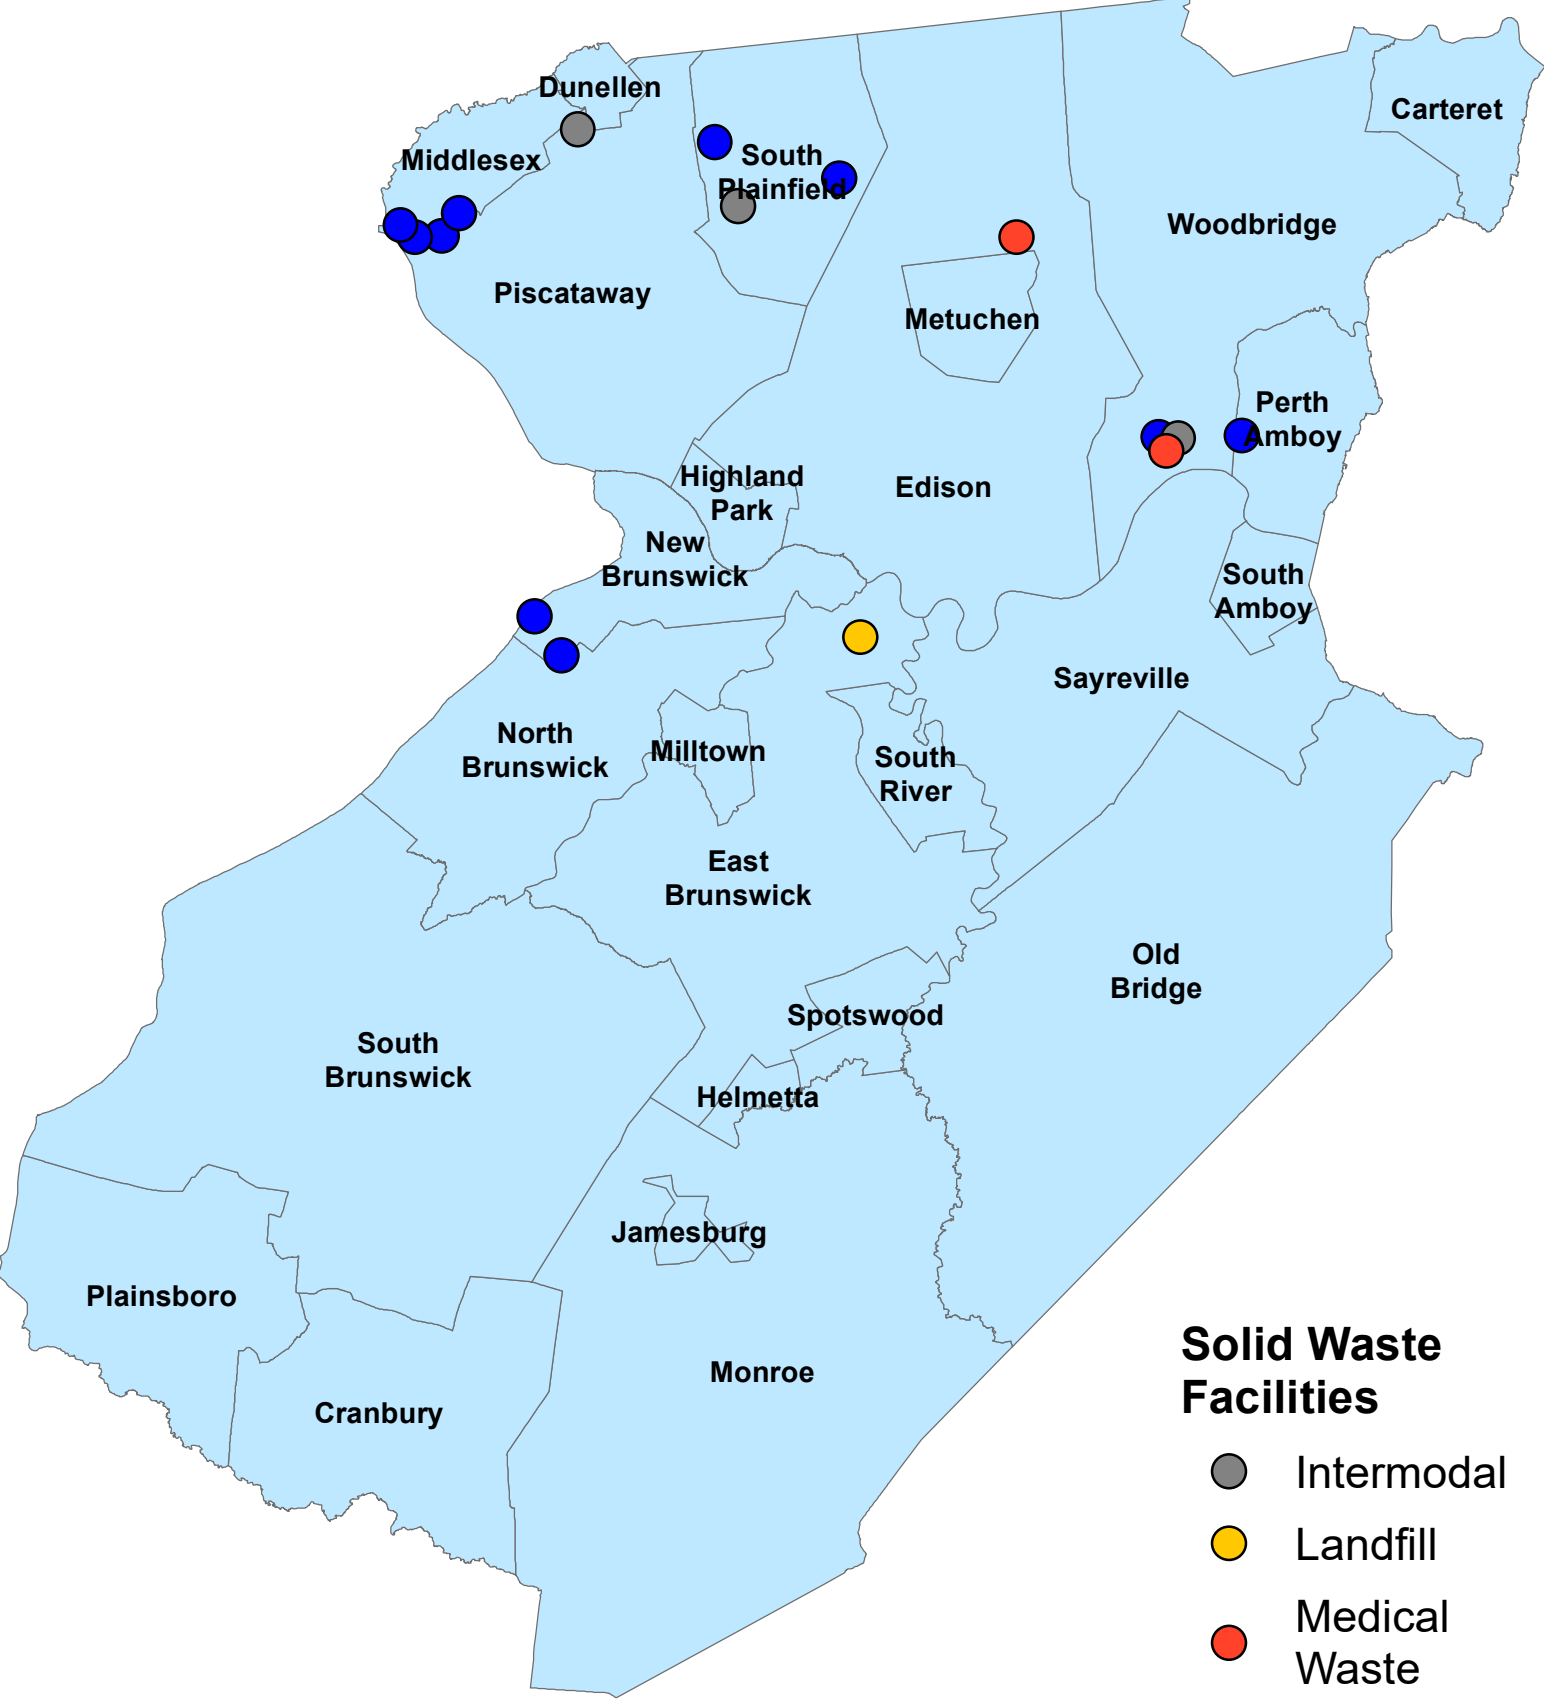 Dunellen
Carteret
Middlesex
South
Plainfield
Woodbridge
Piscataway
Metuchen
Perth
Amboy
Highland
Park
Edison
New
Brunswick
South
Amboy
Sayreville
North
Brunswick
Milltown
South
River
East
Brunswick
Old
Bridge
Spotswood
South
Brunswick
Helmetta
Jamesburg
Plainsboro
Monroe
Cranbury
Solid Waste
Facilities
Intermodal
Landfill
Medical
Waste